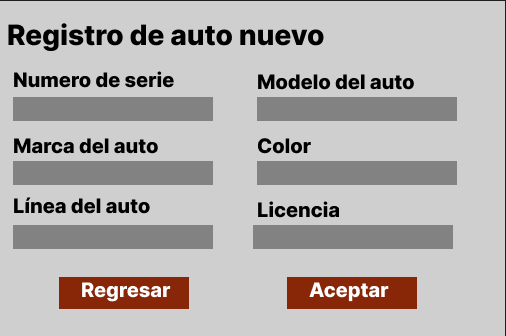 Registro de auto nuevo
Numero de serie
Modelo del auto
Marca del auto
Color
Línea del auto
Licencia
Regresar
Aceptar